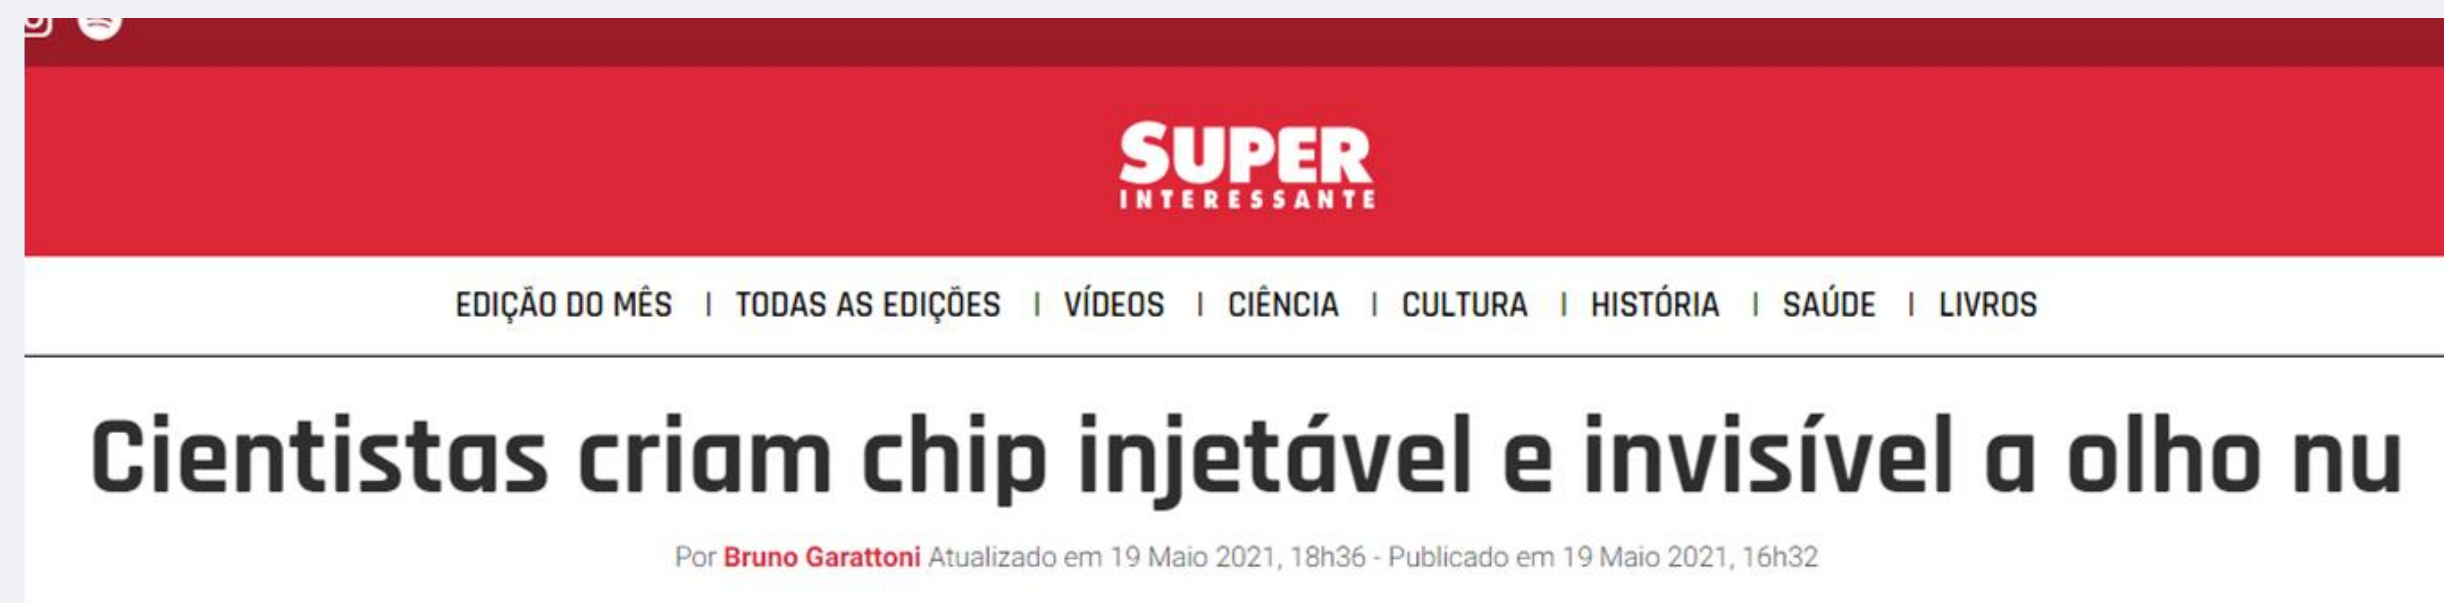 SUPER
INTERESSANTE
EDIÇÃO DO MÊS | TODAS AS EDIÇÕES | VÍDEOS | CIÊNCIA | CULTURA | HISTÓRIA | SAÚDE | LIVROS
Cientistas criam chip injetável e invisível a olho nu
Por Bruno Garattoni Atualizado em 19 Maio 2021, 18h36 - Publicado em 19 Maio 2021, 16h32